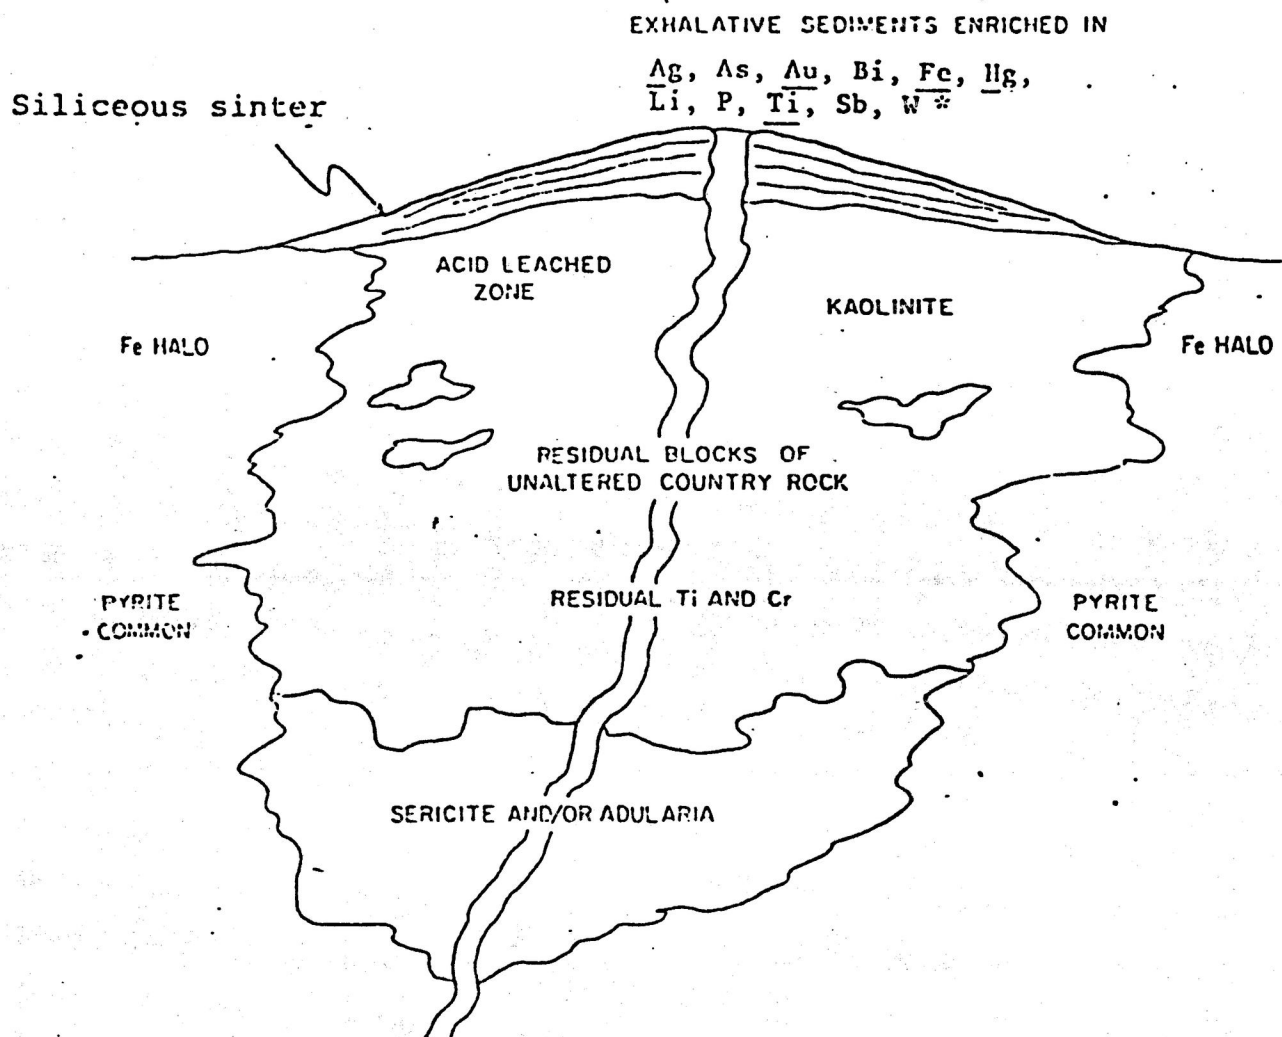 EXHALATIVE SEDIMENTS ENRICHED IN
Ag, As, Au, Bi, Fe, Hg,
Li, P, Ti, Sb, W *
Siliceous sinter
ACID LEACHED
ZONE
KAOLINITE
Fe HALO
Fe HALO
RESIDUAL BLOCKS OF
UNALTERED COUNTRY ROCK
RESIDUAL Ti AND Cr
PYRITE
COMMON
PYRITE
COMMON
SERICITE AND/OR ADULARIA